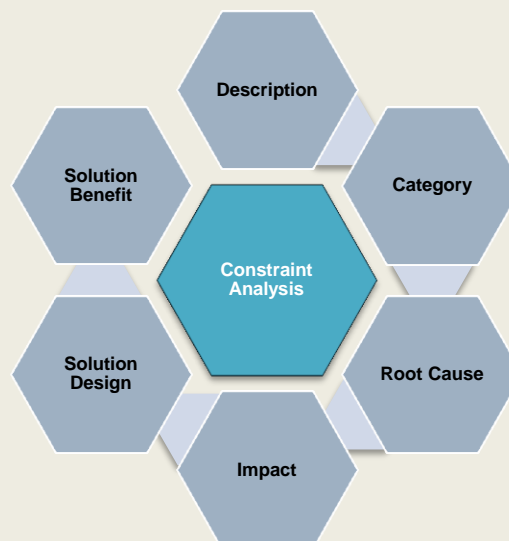 Description
Category
Root Cause
Impact
Solution
Design
Solution
Benefit
Constraint
Analysis